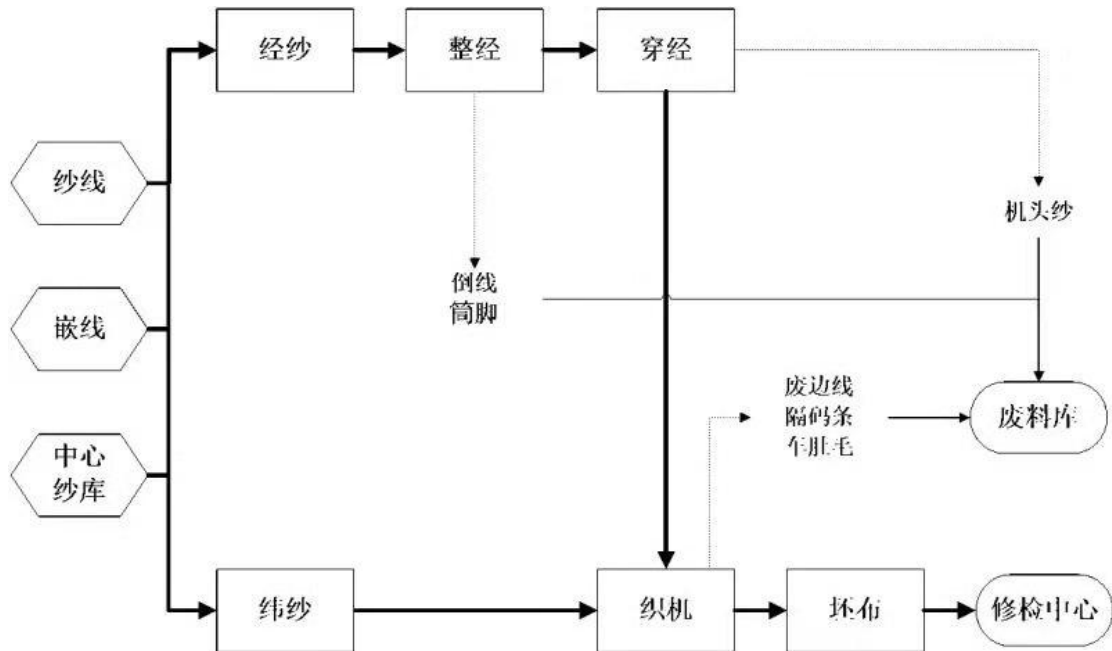 经纱
整经
穿经
纱线
机头纱
倒线
筒脚
嵌线
废边线
隔码条
车肚毛
废料库
中心
纱库
纬纱
织机
坯布
修检中心